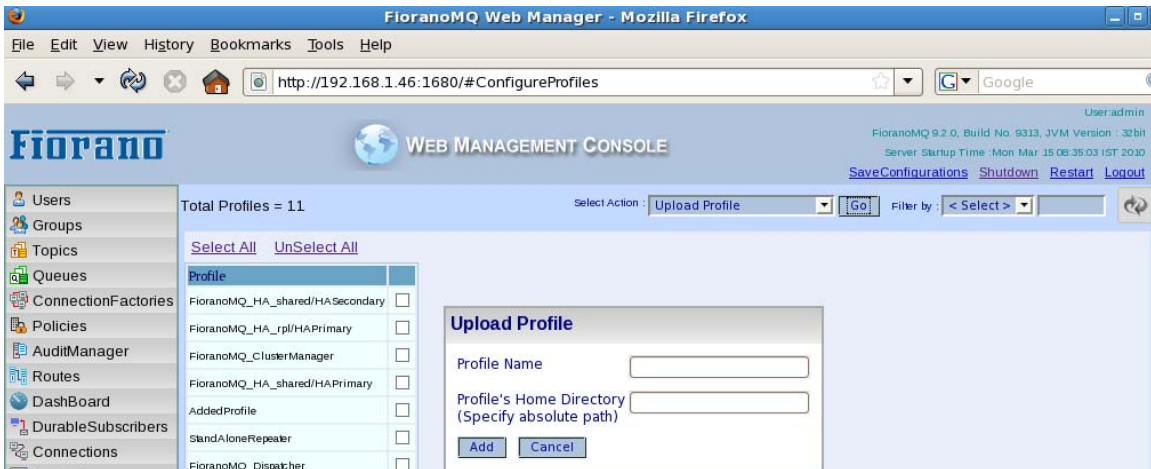 FioranoMQ Web Manager - Mozilla Firefox
File Edit View History Bookmarks Tools Help
http://192.168.1.46:1680/#ConfigureProfiles
G Google
User:admin
Fiorano
WEB MANAGEMENT CONSOLE
FioranoMQ 9.2.0, Build No. 9313, JVM Version : 32bit
Server Startup Time :Mon Mar 15 08:35:03 IST 2010
SaveConfigurations Shutdown Restart Logout
Users
Groups
Topics
Queues
ConnectionFactories
Policies
AuditManager
Routes
DashBoard
DurableSubscribers
Connections
Total Profiles = 11
Select Action : Upload Profile Go Filter by : < Select >
Select All UnSelect All
Profile
FioranoMQ_HA_shared/HASecondary
FioranoMQ_HA_rpl/HAPrimary
FioranoMQ_ClusterManager
FioranoMQ_HA_shared/HAPrimary
AddedProfile
StandAloneRepeater
FioranoMQ_Dispatcher
Upload Profile
Profile Name
Profile's Home Directory
(Specify absolute path)
Add Cancel